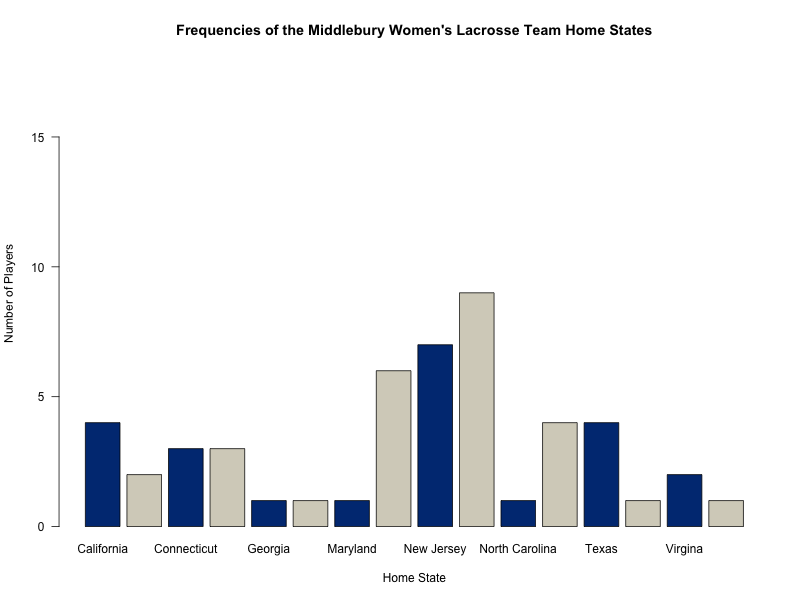 Frequencies of the Middlebury Women's Lacrosse Team Home States
15
10
5
0
Number of Players
California Connecticut Georgia Maryland New Jersey North Carolina Texas Virgina
Home State